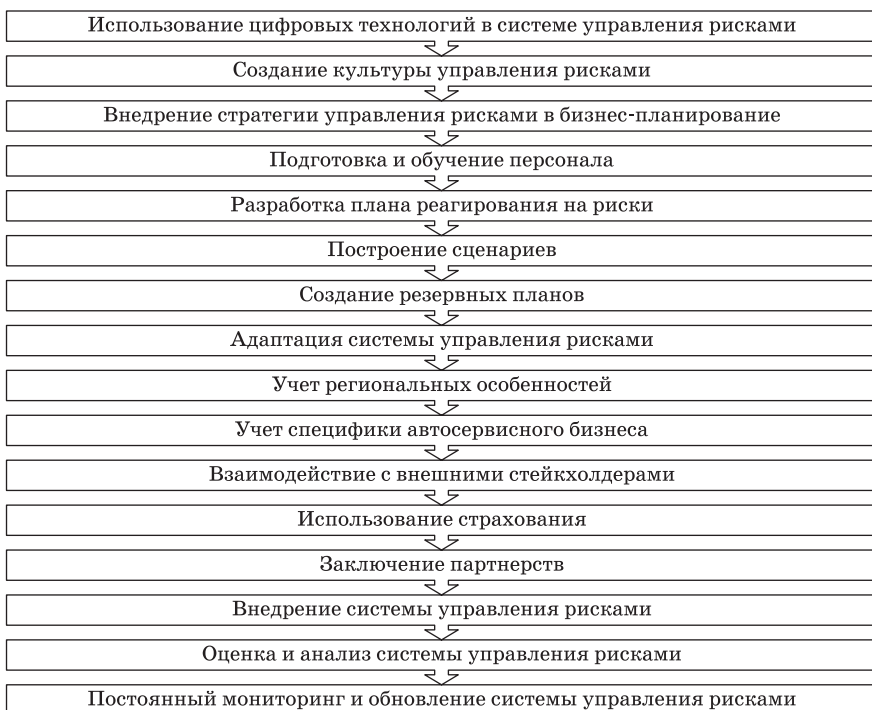 Использование цифровых технологий в системе управления рисками
Создание культуры управления рисками
Внедрение стратегии управления рисками в бизнес-планирование
Подготовка и обучение персонала
Разработка плана реагирования на риски
Построение сценариев
Создание резервных планов
Адаптация системы управления рисками
Учет региональных особенностей
Учет специфики автосервисного бизнеса
Взаимодействие с внешними стейкхолдерами
Использование страхования
Заключение партнерств
Внедрение системы управления рисками
Оценка и анализ системы управления рисками
Постоянный мониторинг и обновление системы управления рисками